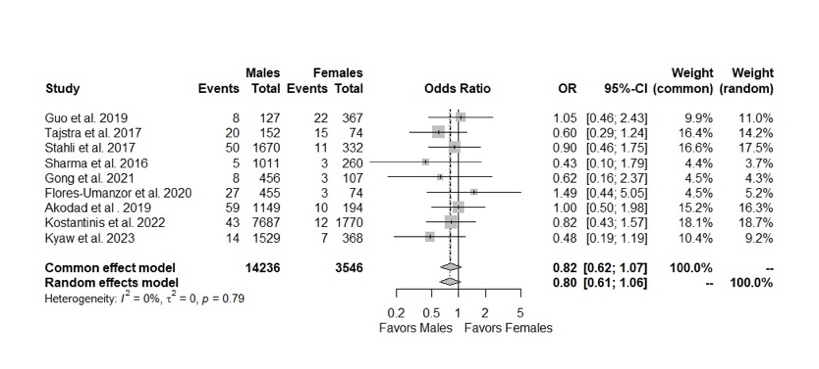 Males Females Weight Weight
Study Events Total Events Total Odds Ratio OR 95%-CI (common) (random)
Guo et al. 2019 8 127 22 367 1.05 [0.46; 2.43] 9.9% 11.0%
Tajstra et al. 2017 20 152 15 74 0.60 [0.29; 1.24] 16.4% 14.2%
Stahli et al. 2017 50 1670 11 332 0.90 [0.46; 1.75] 16.6% 17.5%
Sharma et al. 2016 5 1011 3 260 0.43 [0.10; 1.79] 4.4% 3.7%
Gong et al. 2021 8 456 3 107 0.62 [0.16; 2.37] 4.5% 4.3%
Flores-Umanzor et al. 2020 27 455 3 74 1.49 [0.44; 5.05] 4.5% 5.2%
Akodad et al . 2019 59 1149 10 194 1.00 [0.50; 1.98] 15.2% 16.3%
Kostantinis et al. 2022 43 7687 12 1770 0.82 [0.43; 1.57] 18.1% 18.7%
Kyaw et al. 2023 14 1529 7 368 0.48 [0.19; 1.19] 10.4% 9.2%
Common effect model 14236 3546 0.82 [0.62; 1.07] 100.0% --
Random effects model 0.80 [0.61; 1.06] -- 100.0%
Heterogeneity: I² = 0%, τ² = 0, p = 0.79
0.2 0.5 1 2 5
Favors Males Favors Females